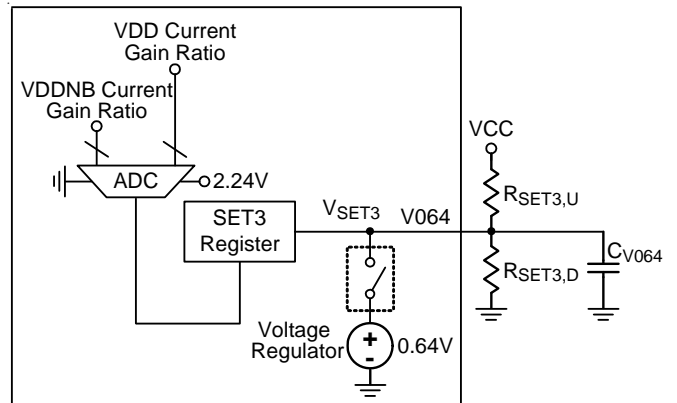 VDD Current
Gain Ratio
VDDNB Current
Gain Ratio
VCC
ADC
2.24V
RSET3,U
SET3
Register
VSET3
V064
CV064
RSET3,D
Voltage
Regulator
+
-
0.64V